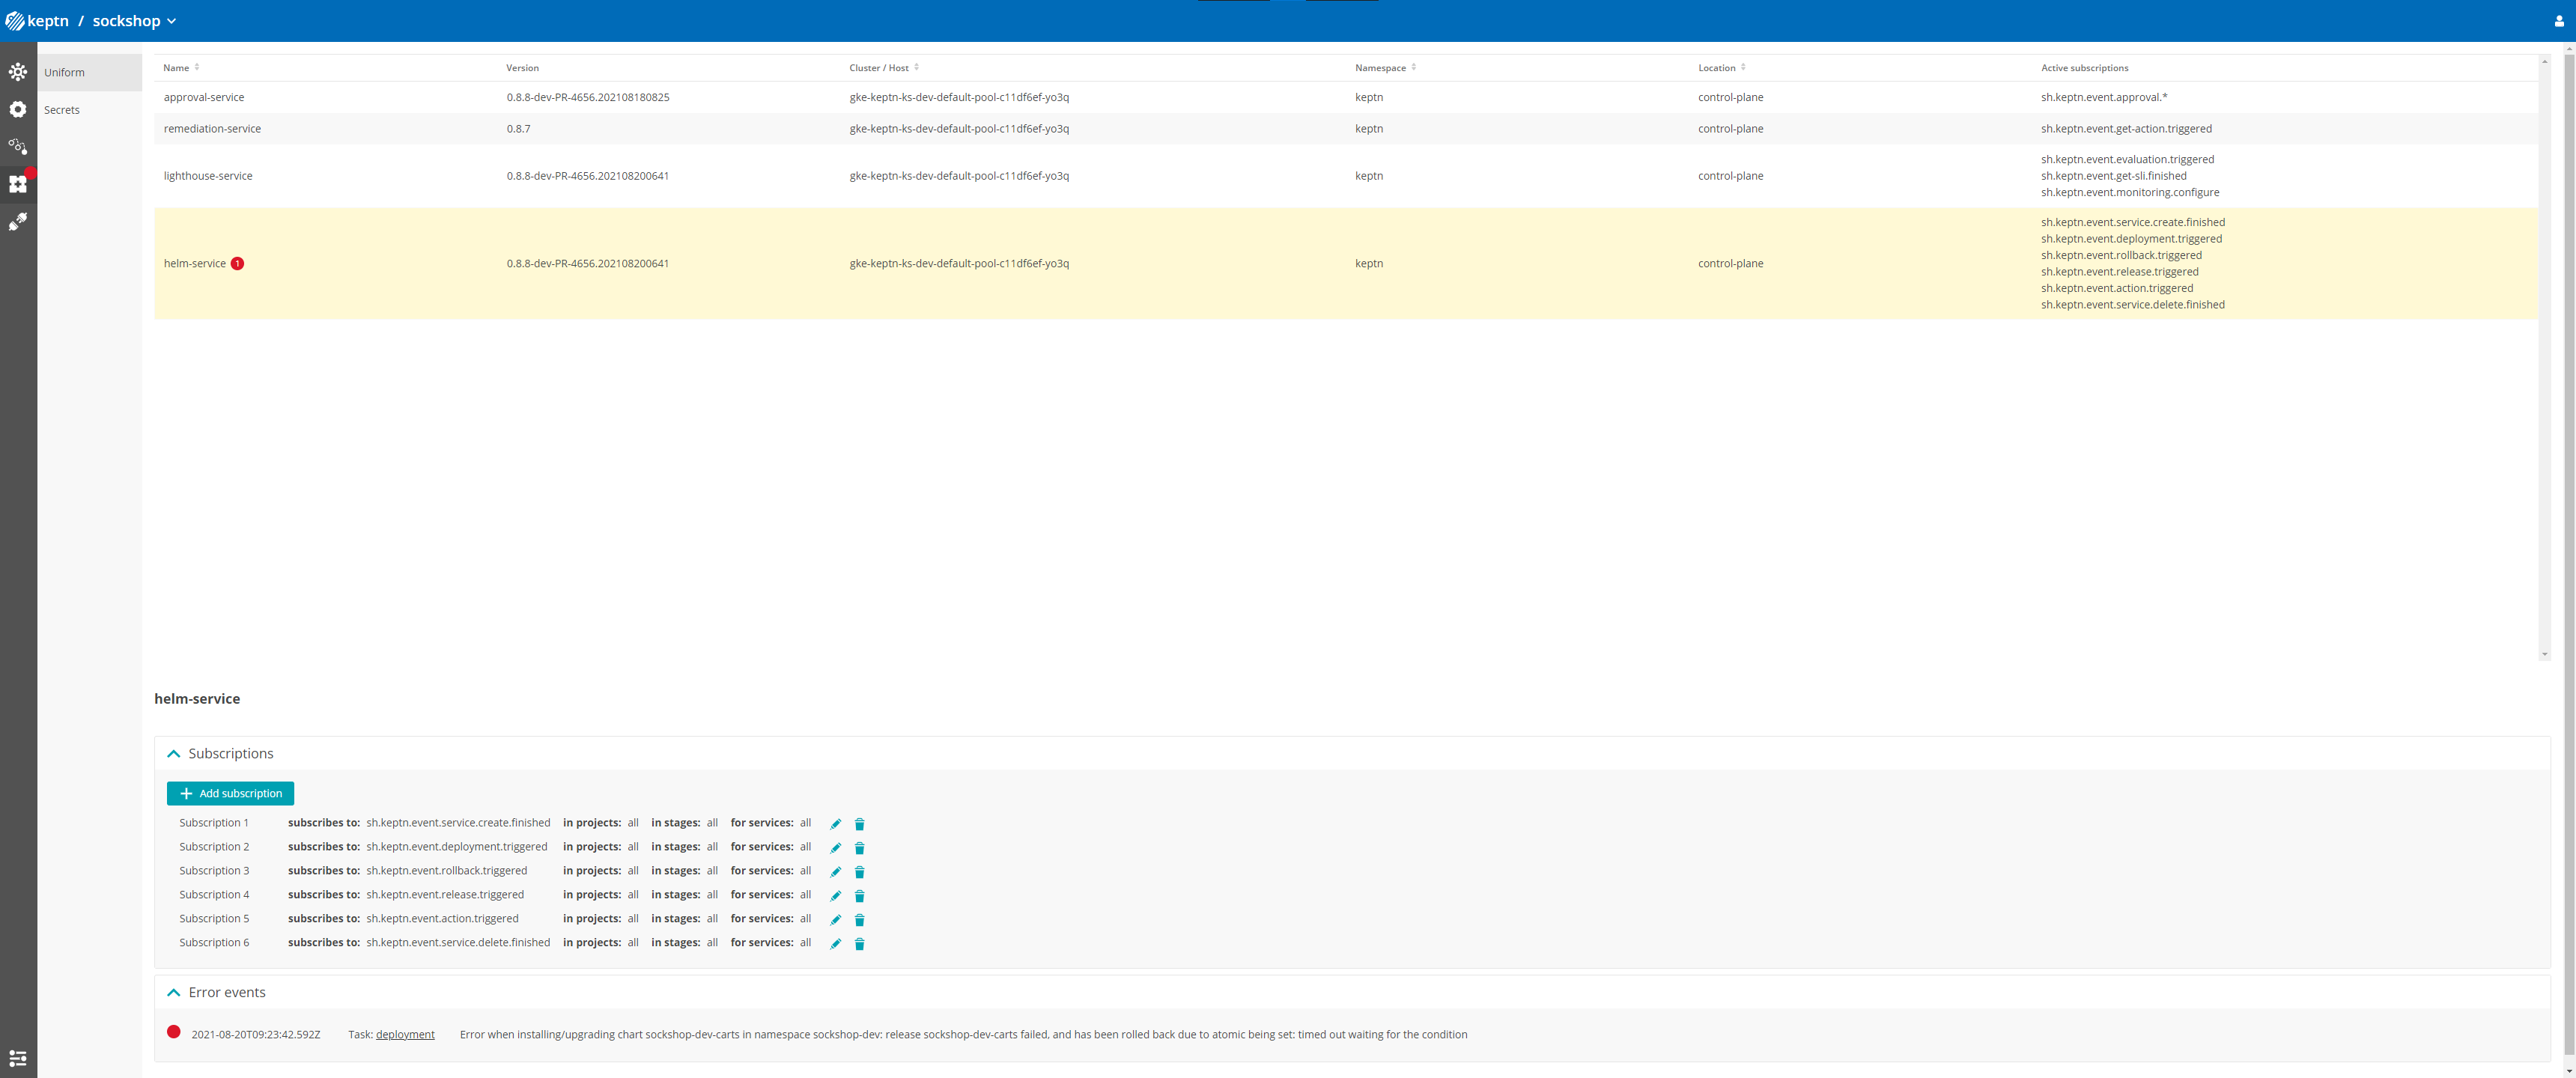 keptn / sockshop
Uniform
Secrets
Name Version Cluster / Host Namespace Location Active subscriptions
approval-service 0.8.8-dev-PR-4656.202108180825 gke-keptn-ks-dev-default-pool-c11df6ef-yo3q keptn control-plane sh.keptn.event.approval.*
remediation-service 0.8.7 gke-keptn-ks-dev-default-pool-c11df6ef-yo3q keptn control-plane sh.keptn.event.get-action.triggered
sh.keptn.event.evaluation.triggered
lighthouse-service 0.8.8-dev-PR-4656.202108200641 gke-keptn-ks-dev-default-pool-c11df6ef-yo3q keptn control-plane sh.keptn.event.get-sli.finished
sh.keptn.event.monitoring.configure
sh.keptn.event.service.create.finished
sh.keptn.event.deployment.triggered
sh.keptn.event.rollback.triggered
helm-service 1 0.8.8-dev-PR-4656.202108200641 gke-keptn-ks-dev-default-pool-c11df6ef-yo3q keptn control-plane
sh.keptn.event.release.triggered
sh.keptn.event.action.triggered
sh.keptn.event.service.delete.finished
helm-service
Subscriptions
Add subscription
Subscription 1 subscribes to: sh.keptn.event.service.create.finished in projects: all in stages: all for services: all
Subscription 2 subscribes to: sh.keptn.event.deployment.triggered in projects: all in stages: all for services: all
Subscription 3 subscribes to: sh.keptn.event.rollback.triggered in projects: all in stages: all for services: all
Subscription 4 subscribes to: sh.keptn.event.release.triggered in projects: all in stages: all for services: all
Subscription 5 subscribes to: sh.keptn.event.action.triggered in projects: all in stages: all for services: all
Subscription 6 subscribes to: sh.keptn.event.service.delete.finished in projects: all in stages: all for services: all
Error events
2021-08-20T09:23:42.592Z Task: deployment Error when installing/upgrading chart sockshop-dev-carts in namespace sockshop-dev: release sockshop-dev-carts failed, and has been rolled back due to atomic being set: timed out waiting for the condition